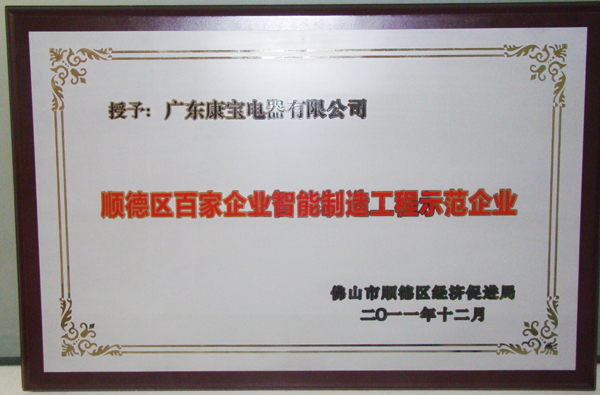 授予：广东康宝电器有限公司
顺德区百家企业智能制造工程示范企业
佛山市顺德区经济促进局
二〇一一年十二月